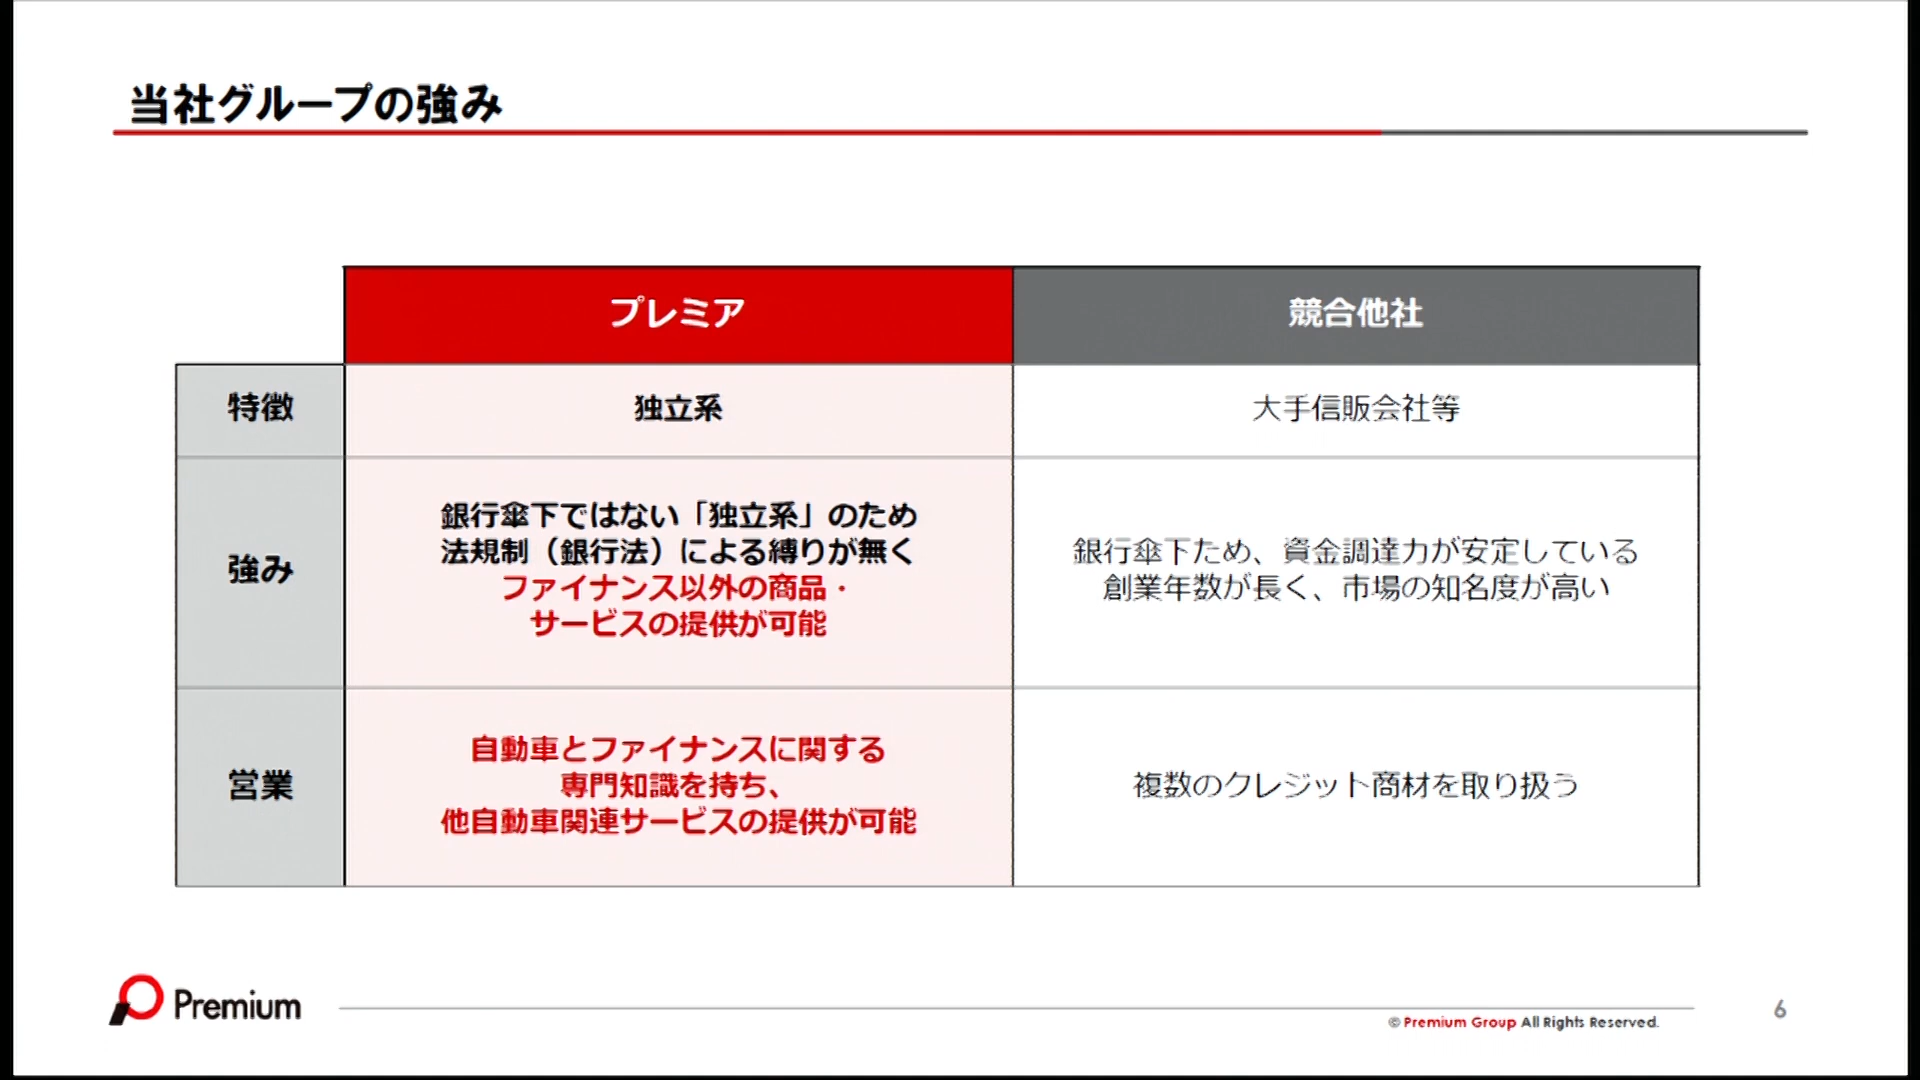 当社グループの強み
プレミア
競合他社
特徴
独立系
大手信販会社等
強み
銀行傘下ではない「独立系」のため
法規制（銀行法）による縛りが無く
ファイナンス以外の商品・
サービスの提供が可能
銀行傘下ため、資金調達力が安定している
創業年数が長く、市場の知名度が高い
営業
自動車とファイナンスに関する
専門知識を持ち、
他自動車関連サービスの提供が可能
複数のクレジット商材を取り扱う
Premium
© Premium Group All Rights Reserved.
6